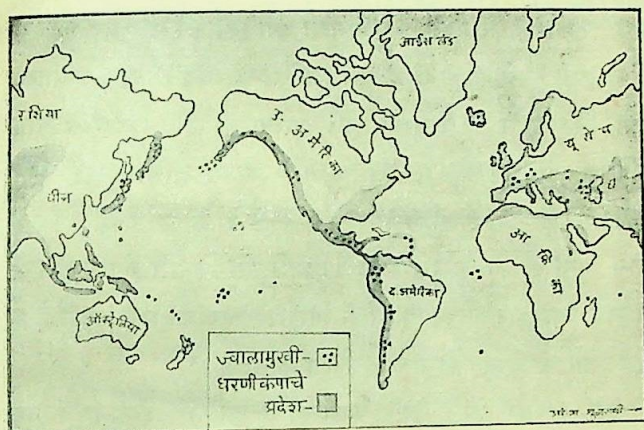 आईसलंड
रशिया
उ. अमेरिका
यूरोप
चीन
आफ्रिका
द. अमेरिका
ऑस्ट्रेलिया
ज्वालामुखी-
धरणीकंपाचे
प्रदेश-